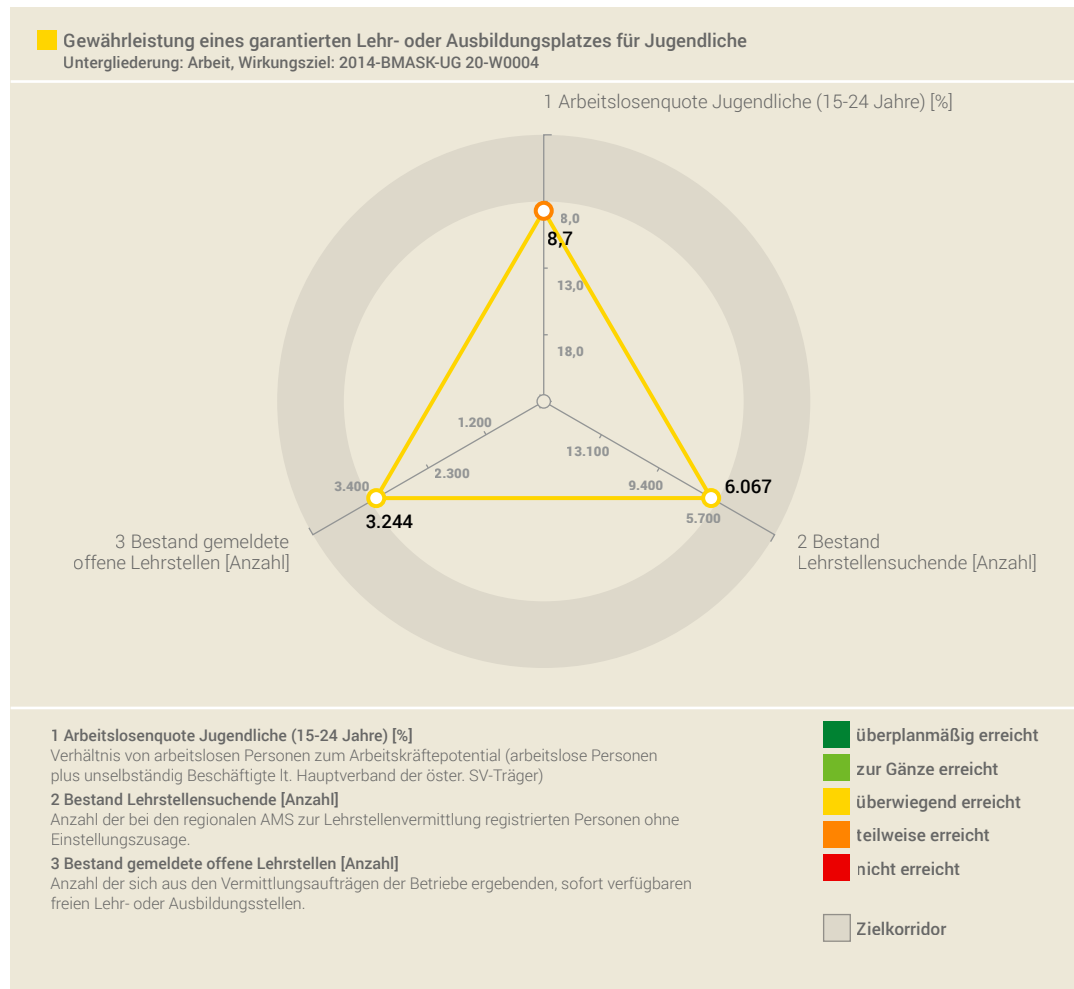 Gewährleistung eines garantierten Lehr- oder Ausbildungsplatzes für Jugendliche
Untergliederung: Arbeit, Wirkungsziel: 2014-BMASK-UG 20-W0004
1 Arbeitslosenquote Jugendliche (15-24 Jahre) [%]
8,0
8,7
13,0
18,0
1.200
2.300
3.400
3.244
13.100
9.400
6.067
5.700
3 Bestand gemeldete
offene Lehrstellen [Anzahl]
2 Bestand
Lehrstellensuchende [Anzahl]
1 Arbeitslosenquote Jugendliche (15-24 Jahre) [%]
Verhältnis von arbeitslosen Personen zum Arbeitskräftepotential (arbeitslose Personen
plus unselbständig Beschäftigte lt. Hauptverband der öster. SV-Träger)
2 Bestand Lehrstellensuchende [Anzahl]
Anzahl der bei den regionalen AMS zur Lehrstellenvermittlung registrierten Personen ohne
Einstellungszusage.
3 Bestand gemeldete offene Lehrstellen [Anzahl]
Anzahl der sich aus den Vermittlungsaufträgen der Betriebe ergebenden, sofort verfügbaren
freien Lehr- oder Ausbildungsstellen.
überplanmäßig erreicht
zur Gänze erreicht
überwiegend erreicht
teilweise erreicht
nicht erreicht
Zielkorridor